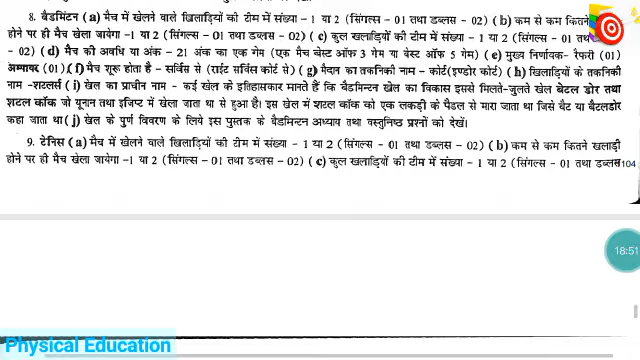 8. बैडमिंटन (a) मैच में खेलने वाले खिलाड़ियों की टीम में संख्या - 1 या 2 (सिंगल्स - 01 तथा डब्लस - 02) (b) कम से कम कितने
होने पर ही मैच खेला जायेगा -1 या 2 (सिंगल्स - 01 तथा डब्लस - 02) (c) कुल खलाड़ियों की टीम में संख्या - 1 या 2 (सिंगल्स - 01 तथा
- 02) (d) मैच की अवधि या अंक - 21 अंक का एक गेम (एक मैच बेस्ट ऑफ 3 गेम या बेस्ट ऑफ 5 गेम) (e) मुख्य निर्णायक- रैफरी (01)
अम्पायर (01) (f) मैच शुरू होता है - सर्विस से (राईट सर्विस कोर्ट से) (g) मैदान का तकनिकी नाम - कोर्ट(इण्डोर कोर्ट) (h) खिलाड़ियों के तकनिकी
नाम - शटलर्स (i) खेल का प्राचीन नाम - कई खेल के इतिहासकार मानते हैं कि बैडमिन्टन खेल का विकास इससे मिलते-जुलते खेल बेटल डोर तथा
शटल कॉक जो यूनान तथा इजिप्ट में खेला जाता था से हुआ है। इस खेल में शटल कॉक को एक लकड़ी के पैडल से मारा जाता था जिसे बैट या बैटलडोर
कहा जाता था (j) खेल के पुर्ण विवरण के लिये इस पुस्तक के बैडमिन्टन अध्याय तथा वस्तुनिष्ठ प्रश्नों को देखें।
9. टेनिस (a) मैच में खेलने वाले खिलाड़ियों की टीम में संख्या - 1 या 2 (सिंगल्स - 01 तथा डब्लस - 02) (b) कम से कम कितने खलाड़ी
होने पर ही मैच खेला जायेगा -1 या 2 (सिंगल्स - 01 तथा डब्लस - 02) (c) कुल खलाड़ियों की टीम में संख्या - 1 या 2 (सिंगल्स - 01 तथा डब्लस
104
18:51
Physical Education